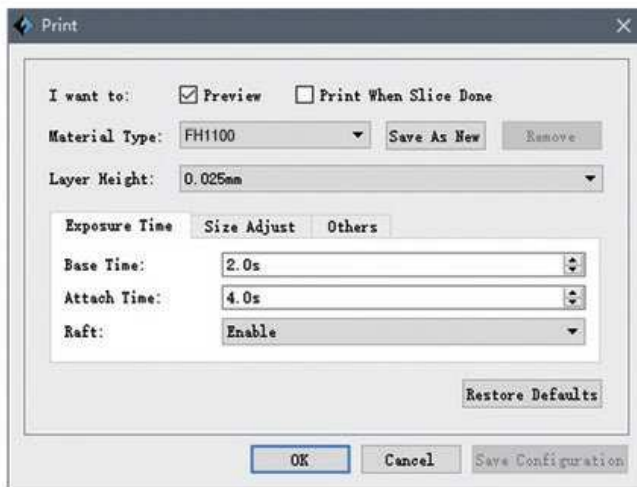 Print
I want to: Preview Print When Slice Done
Material Type: FH1100 Save As New Remove
Layer Height: 0.025mm
Exposure Time Size Adjust Others
Base Time: 2.0s
Attach Time: 4.0s
Raft: Enable
Restore Defaults
OK Cancel Save Configuration